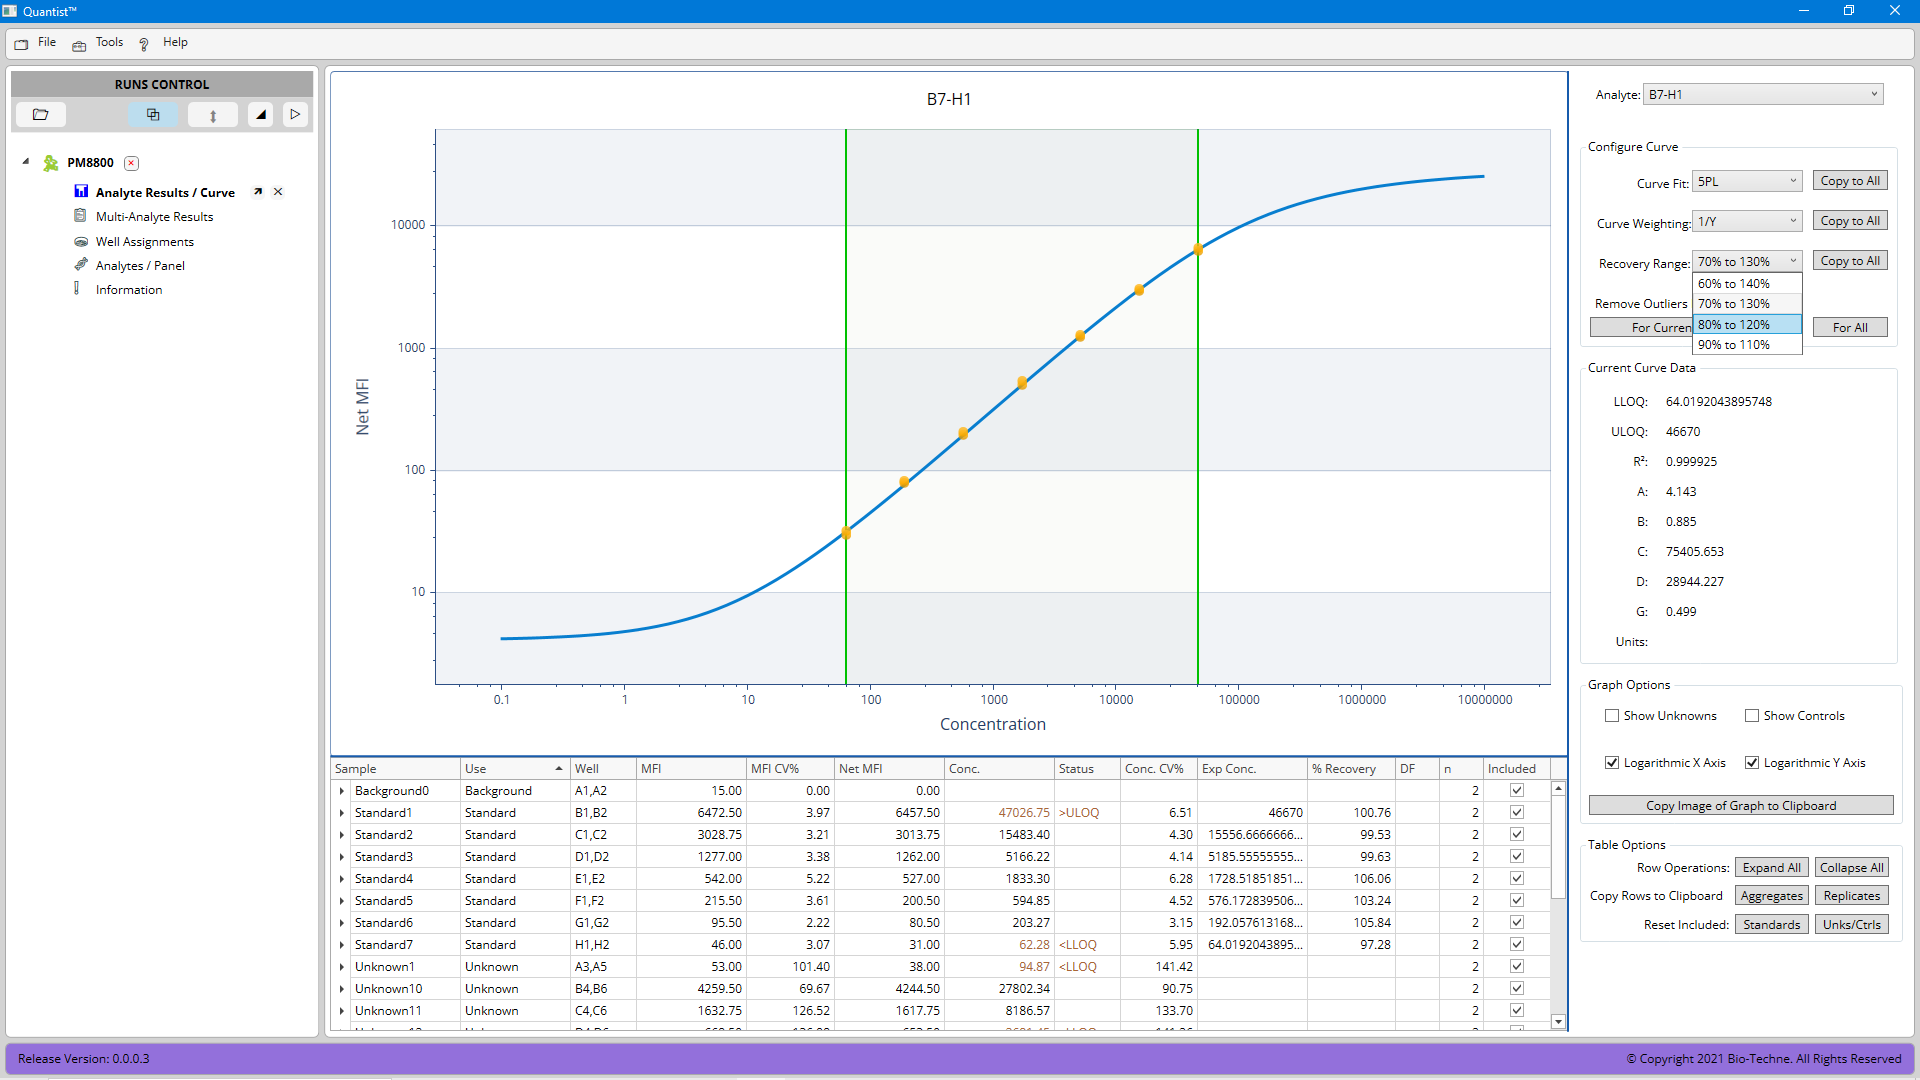 Quantist™
File Tools Help
RUNS CONTROL
PM8800
Analyte Results / Curve
Multi-Analyte Results
Well Assignments
Analytes / Panel
Information
B7-H1
10000
1000
100
10
Net MFI
0.1 1 10 100 1000 10000 100000 1000000 10000000
Concentration
Sample Use Well MFI MFI CV% Net MFI Conc. Status Conc. CV% Exp Conc. % Recovery DF n Included
Background0 Background A1,A2 15.00 0.00 0.00 2
Standard1 Standard B1,B2 6472.50 3.97 6457.50 47026.75 >ULOQ 6.51 46670 100.76 2
Standard2 Standard C1,C2 3028.75 3.21 3013.75 15483.40 4.30 15556.6666666... 99.53 2
Standard3 Standard D1,D2 1277.00 3.38 1262.00 5166.22 4.14 5185.55555555... 99.63 2
Standard4 Standard E1,E2 542.00 5.22 527.00 1833.30 6.28 1728.51851851... 106.06 2
Standard5 Standard F1,F2 215.50 3.61 200.50 594.85 4.52 576.172839506... 103.24 2
Standard6 Standard G1,G2 95.50 2.22 80.50 203.27 3.15 192.057613168... 105.84 2
Standard7 Standard H1,H2 46.00 3.07 31.00 62.28 <LLOQ 5.95 64.0192043895... 97.28 2
Unknown1 Unknown A3,A5 53.00 101.40 38.00 94.87 <LLOQ 141.42 2
Unknown10 Unknown B4,B6 4259.50 69.67 4244.50 27802.34 90.75 2
Unknown11 Unknown C4,C6 1632.75 126.52 1617.75 8186.57 133.70 2
Analyte: B7-H1
Configure Curve
Curve Fit: 5PL Copy to All
Curve Weighting: 1/Y Copy to All
Recovery Range: 70% to 130% Copy to All
60% to 140%
Remove Outliers 70% to 130%
For Curren 80% to 120% For All
90% to 110%
Current Curve Data
LLOQ: 64.0192043895748
ULOQ: 46670
R²: 0.999925
A: 4.143
B: 0.885
C: 75405.653
D: 28944.227
G: 0.499
Units:
Graph Options
Show Unknowns Show Controls
Logarithmic X Axis Logarithmic Y Axis
Copy Image of Graph to Clipboard
Table Options
Row Operations: Expand All Collapse All
Copy Rows to Clipboard Aggregates Replicates
Reset Included: Standards Unks/Ctrls
Release Version: 0.0.0.3
© Copyright 2021 Bio-Techne. All Rights Reserved